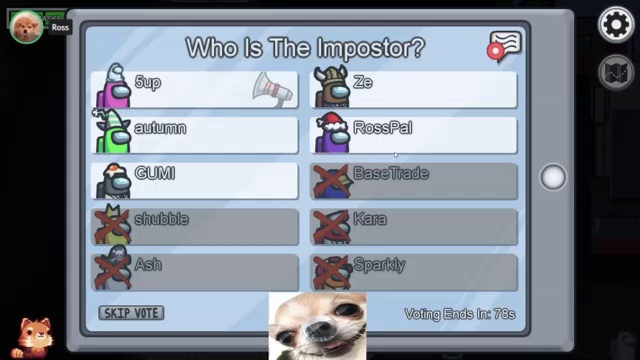 Ross
Who Is The Impostor?
5up
Ze
autumn
RossPal
GUMI
BaseTrade
shubble
Kara
Ash
Sparkly
SKIP VOTE
Voting Ends In: 78s